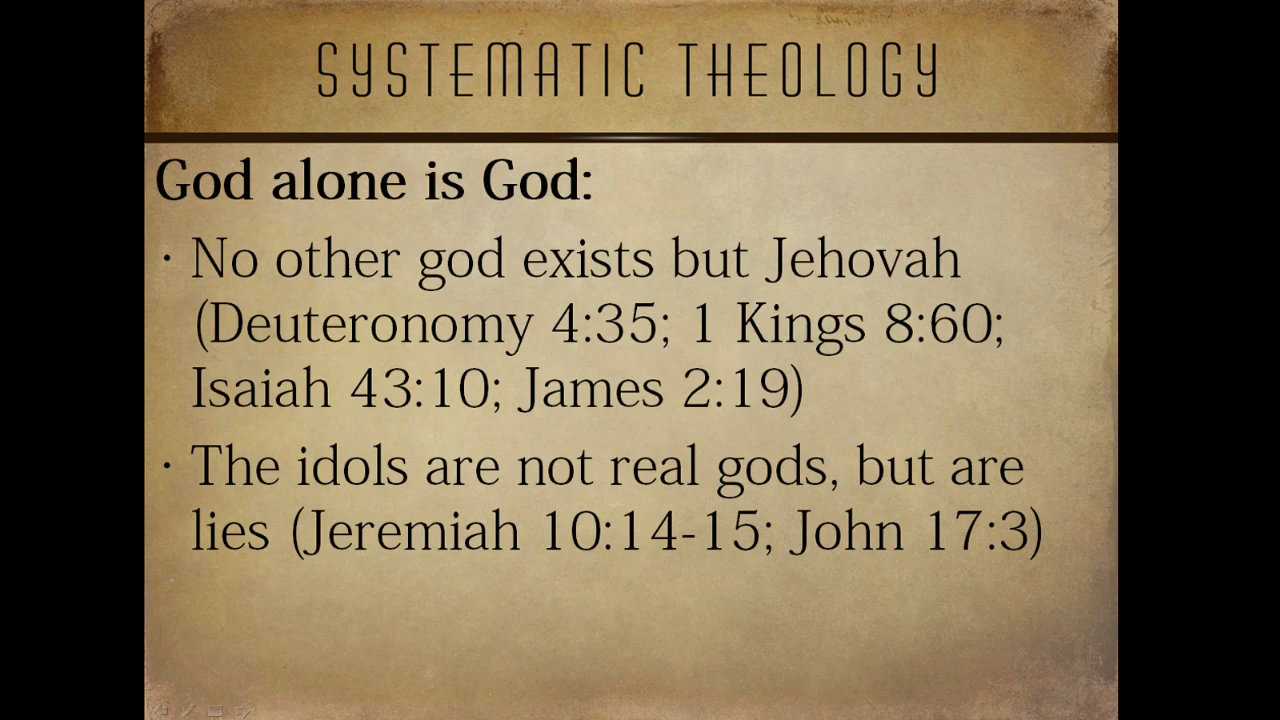 SYSTEMATIC THEOLOGY
God alone is God:
· No other god exists but Jehovah
(Deuteronomy 4:35; 1 Kings 8:60;
Isaiah 43:10; James 2:19)
· The idols are not real gods, but are
lies (Jeremiah 10:14-15; John 17:3)